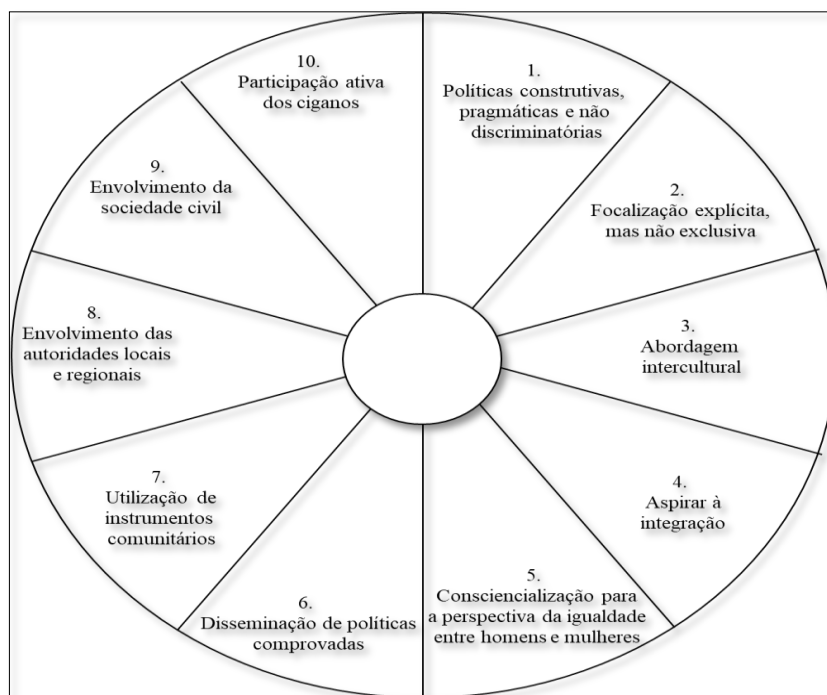 1.
Políticas construtivas,
pragmáticas e não
discriminatórias
2.
Focalização explícita,
mas não exclusiva
3.
Abordagem
intercultural
4.
Aspirar à
integração
5.
Consciencialização para
a perspectiva da igualdade
entre homens e mulheres
6.
Disseminação de políticas
comprovadas
7.
Utilização de
instrumentos
comunitários
8.
Envolvimento das
autoridades locais
e regionais
9.
Envolvimento da
sociedade civil
10.
Participação ativa
dos ciganos